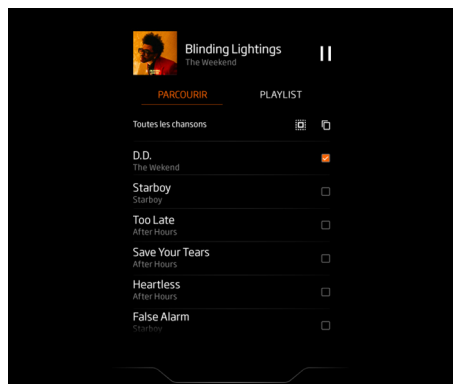 Blinding Lightings
The Weekend
PARCOURIR PLAYLIST
Toutes les chansons
D.D.
The Wekend
Starboy
Starboy
Too Late
After Hours
Save Your Tears
After Hours
Heartless
After Hours
False Alarm
Starboy